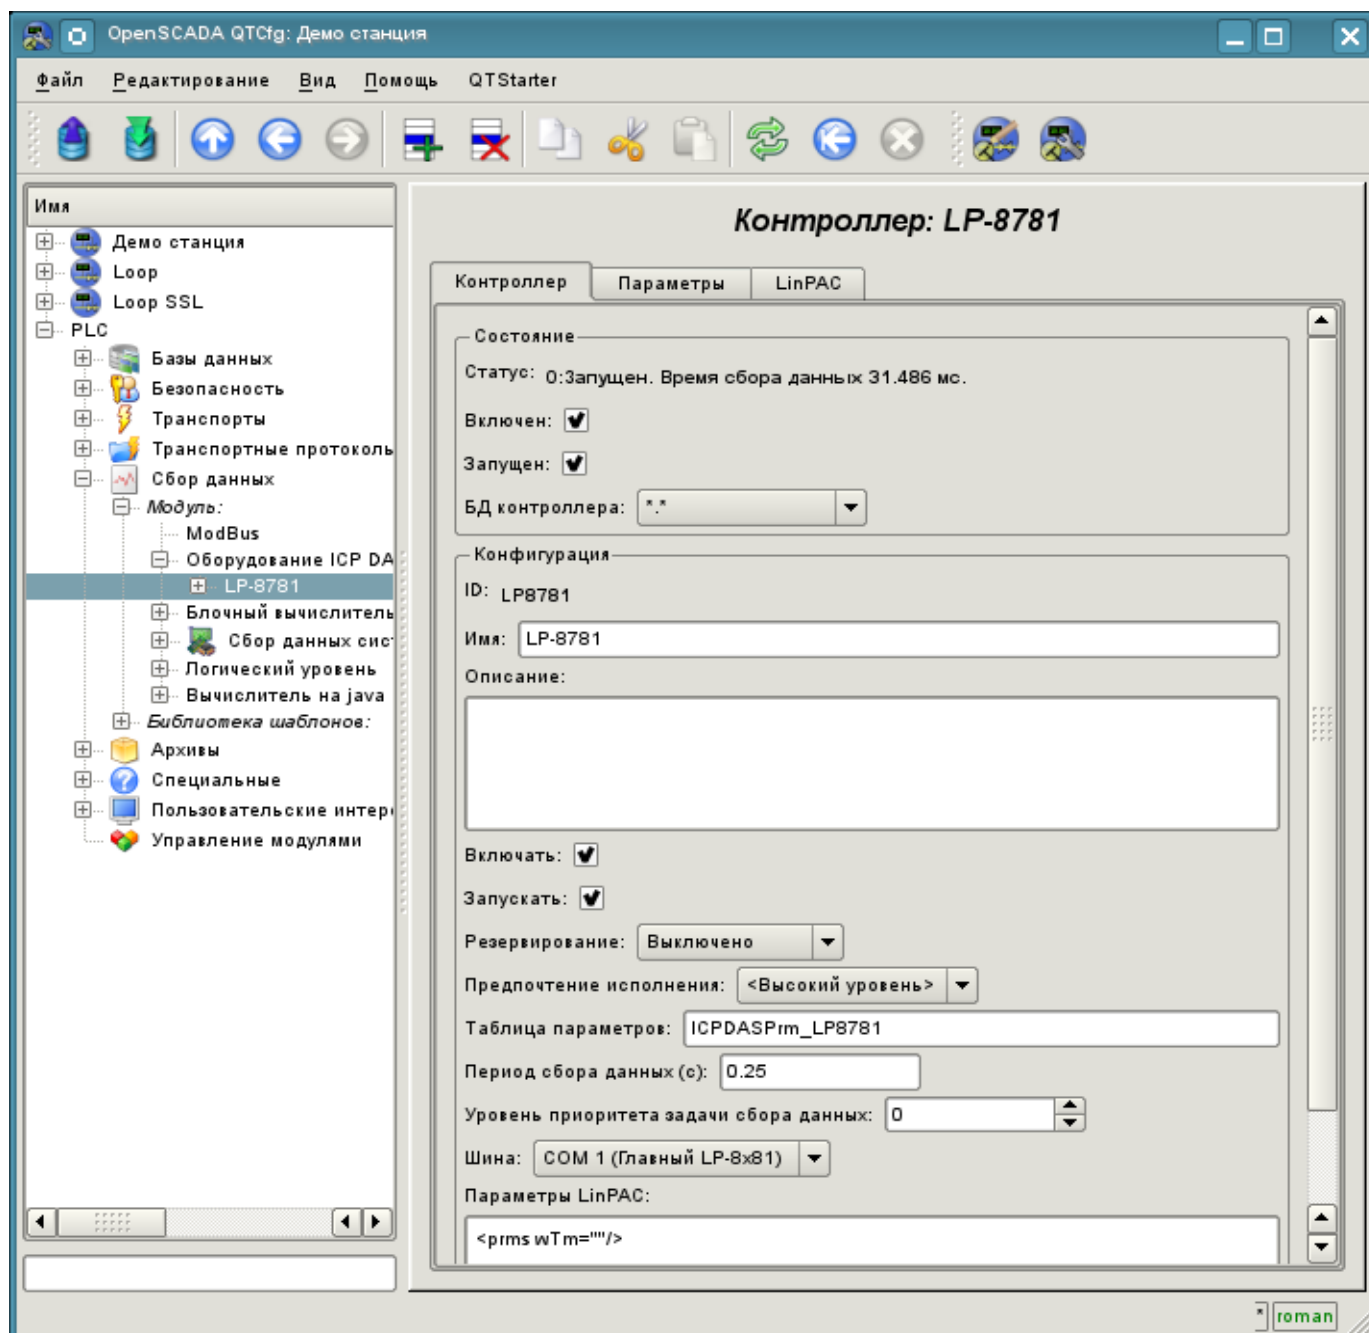 OpenSCADA QTCfg: Демо станция
Файл Редактирование Вид Помощь QTStarter
Имя
Демо станция
Loop
Loop SSL
PLC
Базы данных
Безопасность
Транспорты
Транспортные протоколы
Сбор данных
Модуль:
ModBus
Оборудование ICP DA
LP-8781
Блочный вычислитель
Сбор данных сис
Логический уровень
Вычислитель на java
Библиотека шаблонов:
Архивы
Специальные
Пользовательские интер
Управление модулями
Контроллер: LP-8781
Контроллер Параметры LinPAC
Состояние
Статус: 0:Запущен. Время сбора данных 31.486 мс.
Включен:
Запущен:
БД контроллера: *.*
Конфигурация
ID: LP8781
Имя: LP-8781
Описание:
Включать:
Запускать:
Резервирование: Выключено
Предпочтение исполнения: <Высокий уровень>
Таблица параметров: ICPDASPrm_LP8781
Период сбора данных (с): 0.25
Уровень приоритета задачи сбора данных: 0
Шина: COM 1 (Главный LP-8x81)
Параметры LinPAC:
<prms wTm=""/>
* roman